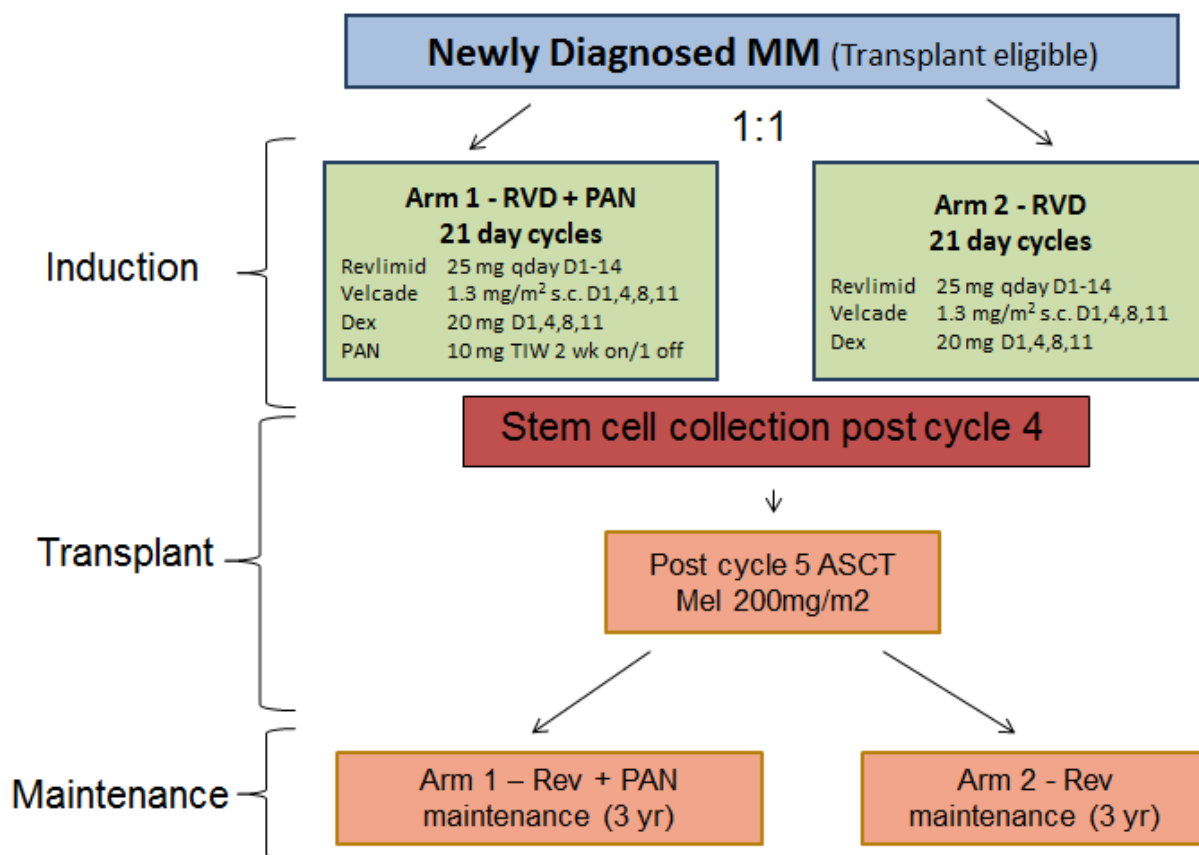 Newly Diagnosed MM (Transplant eligible)
1:1
Induction
Arm 1 - RVD + PAN
21 day cycles
Revlimid 25 mg qday D1-14
Velcade 1.3 mg/m² s.c. D1,4,8,11
Dex 20 mg D1,4,8,11
PAN 10 mg TIW 2 wk on/1 off
Arm 2 - RVD
21 day cycles
Revlimid 25 mg qday D1-14
Velcade 1.3 mg/m² s.c. D1,4,8,11
Dex 20 mg D1,4,8,11
Stem cell collection post cycle 4
Transplant
Post cycle 5 ASCT
Mel 200mg/m2
Maintenance
Arm 1 – Rev + PAN
maintenance (3 yr)
Arm 2 - Rev
maintenance (3 yr)